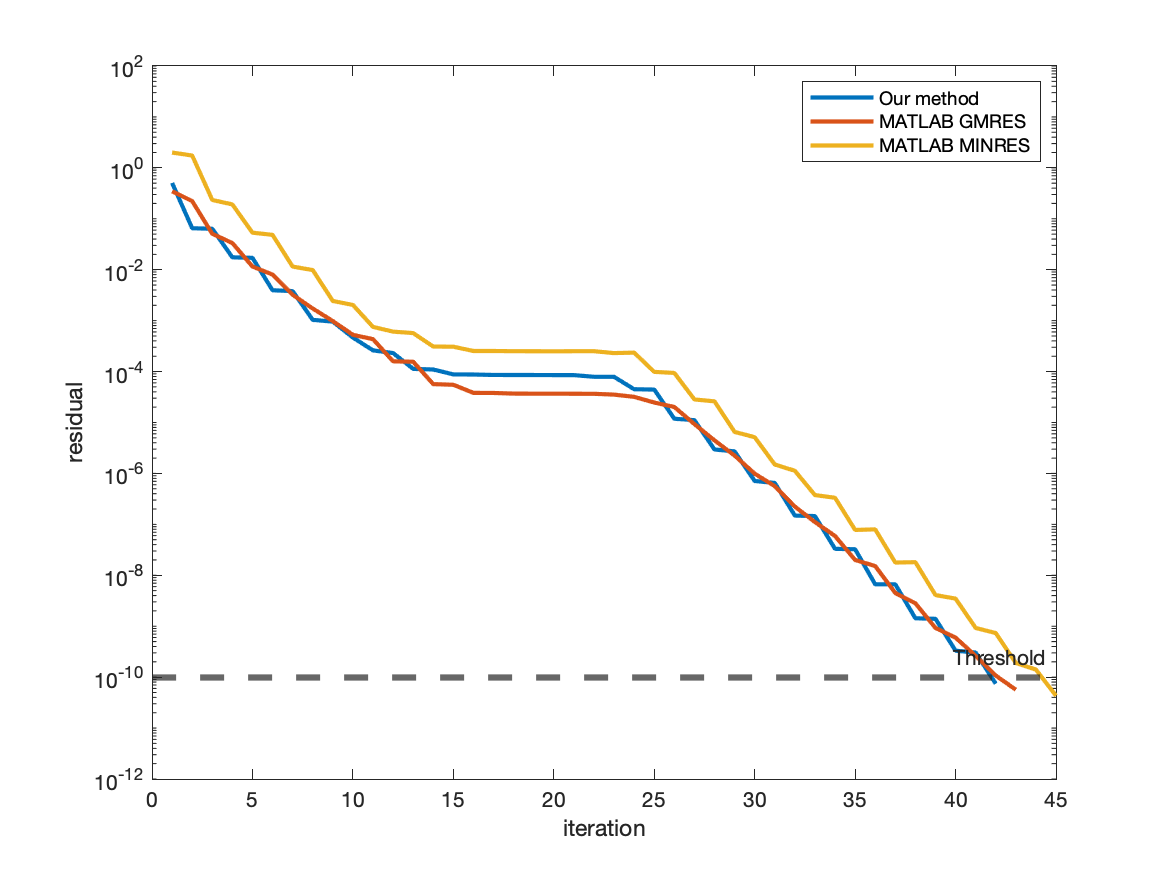 10^2
10^0
10^-2
10^-4
10^-6
10^-8
10^-10
10^-12
residual
Our method
MATLAB GMRES
MATLAB MINRES
Threshold
0 5 10 15 20 25 30 35 40 45
iteration